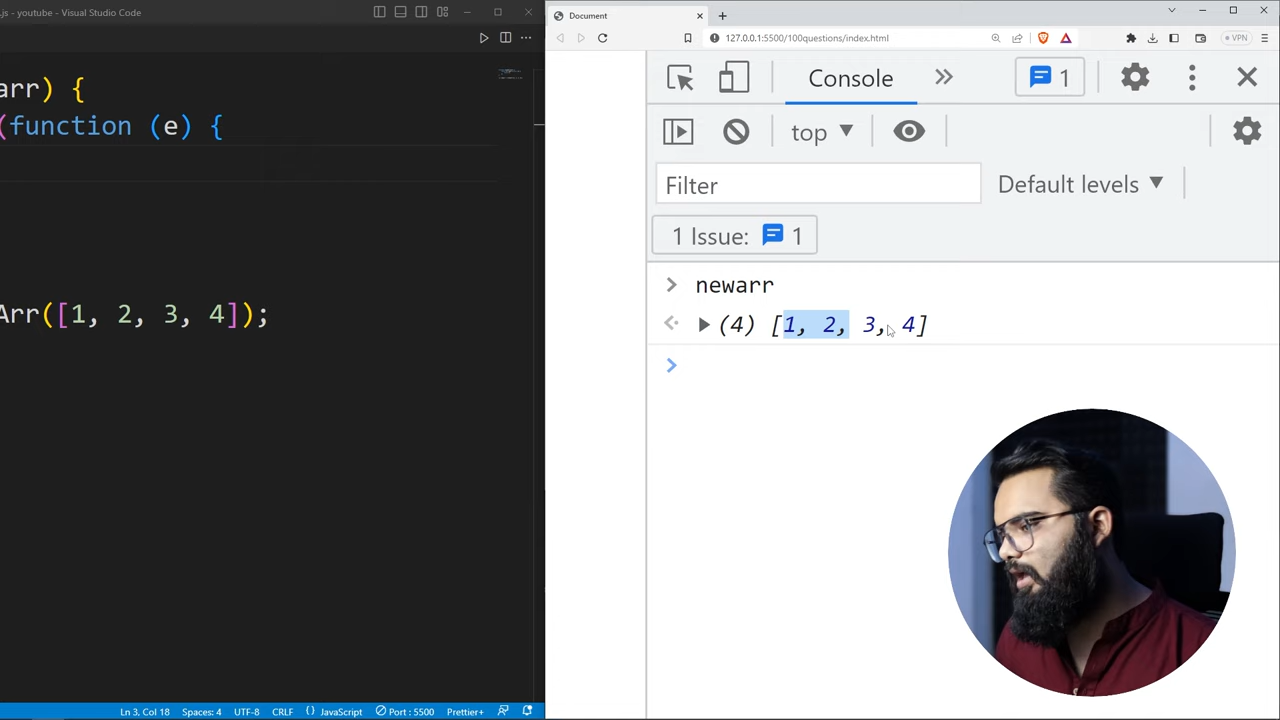 .js - youtube - Visual Studio Code
arr) {
(function (e) {
Arr([1, 2, 3, 4]);
Ln 3, Col 18 Spaces: 4 UTF-8 CRLF {} JavaScript Port : 5500 Prettier+
Document
127.0.0.1:5500/100questions/index.html
VPN
Console
1
top
Filter
Default levels
1 Issue: 1
newarr
(4) [1, 2, 3, 4]